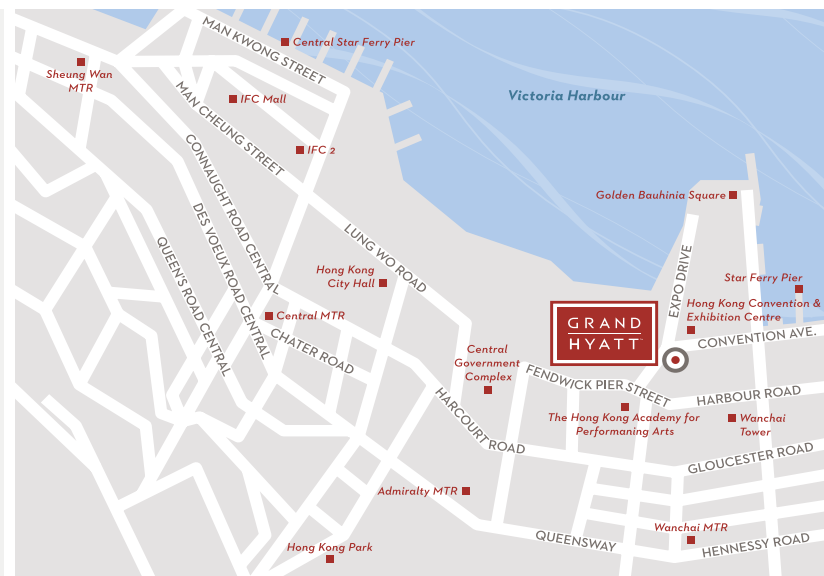 MAN KWONG STREET
Central Star Ferry Pier
Sheung Wan
MTR
IFC Mall
Victoria Harbour
MAN CHEUNG STREET
IFC 2
CONNAUGHT ROAD CENTRAL
DES VOEUX ROAD CENTRAL
QUEEN'S ROAD CENTRAL
Golden Bauhinia Square
LUNG WO ROAD
Hong Kong
City Hall
EXPO DRIVE
Star Ferry Pier
Hong Kong Convention &
Exhibition Centre
Central MTR
GRAND
HYATT
CONVENTION AVE.
CHATER ROAD
Central
Government
Complex
FENDWICK PIER STREET
HARBOUR ROAD
HARCOURT ROAD
The Hong Kong Academy for
Performaning Arts
Wanchai
Tower
GLOUCESTER ROAD
Admiralty MTR
QUEENSWAY
Wanchai MTR
HENNESSY ROAD
Hong Kong Park